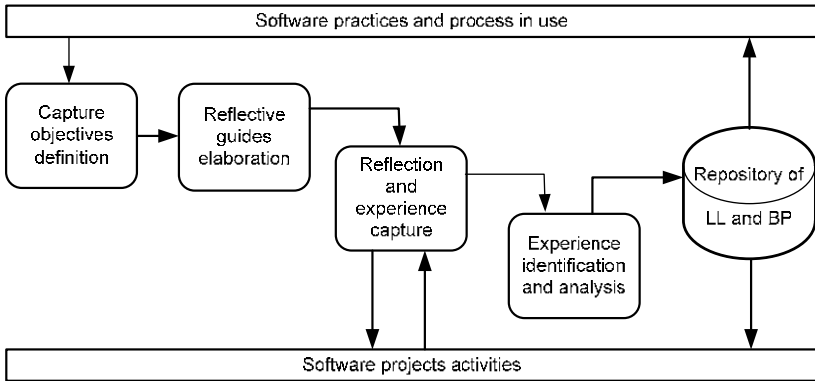 Software practices and process in use
Capture
objectives
definition
Reflective
guides
elaboration
Reflection
and
experience
capture
Experience
identification
and analysis
Repository of
LL and BP
Software projects activities